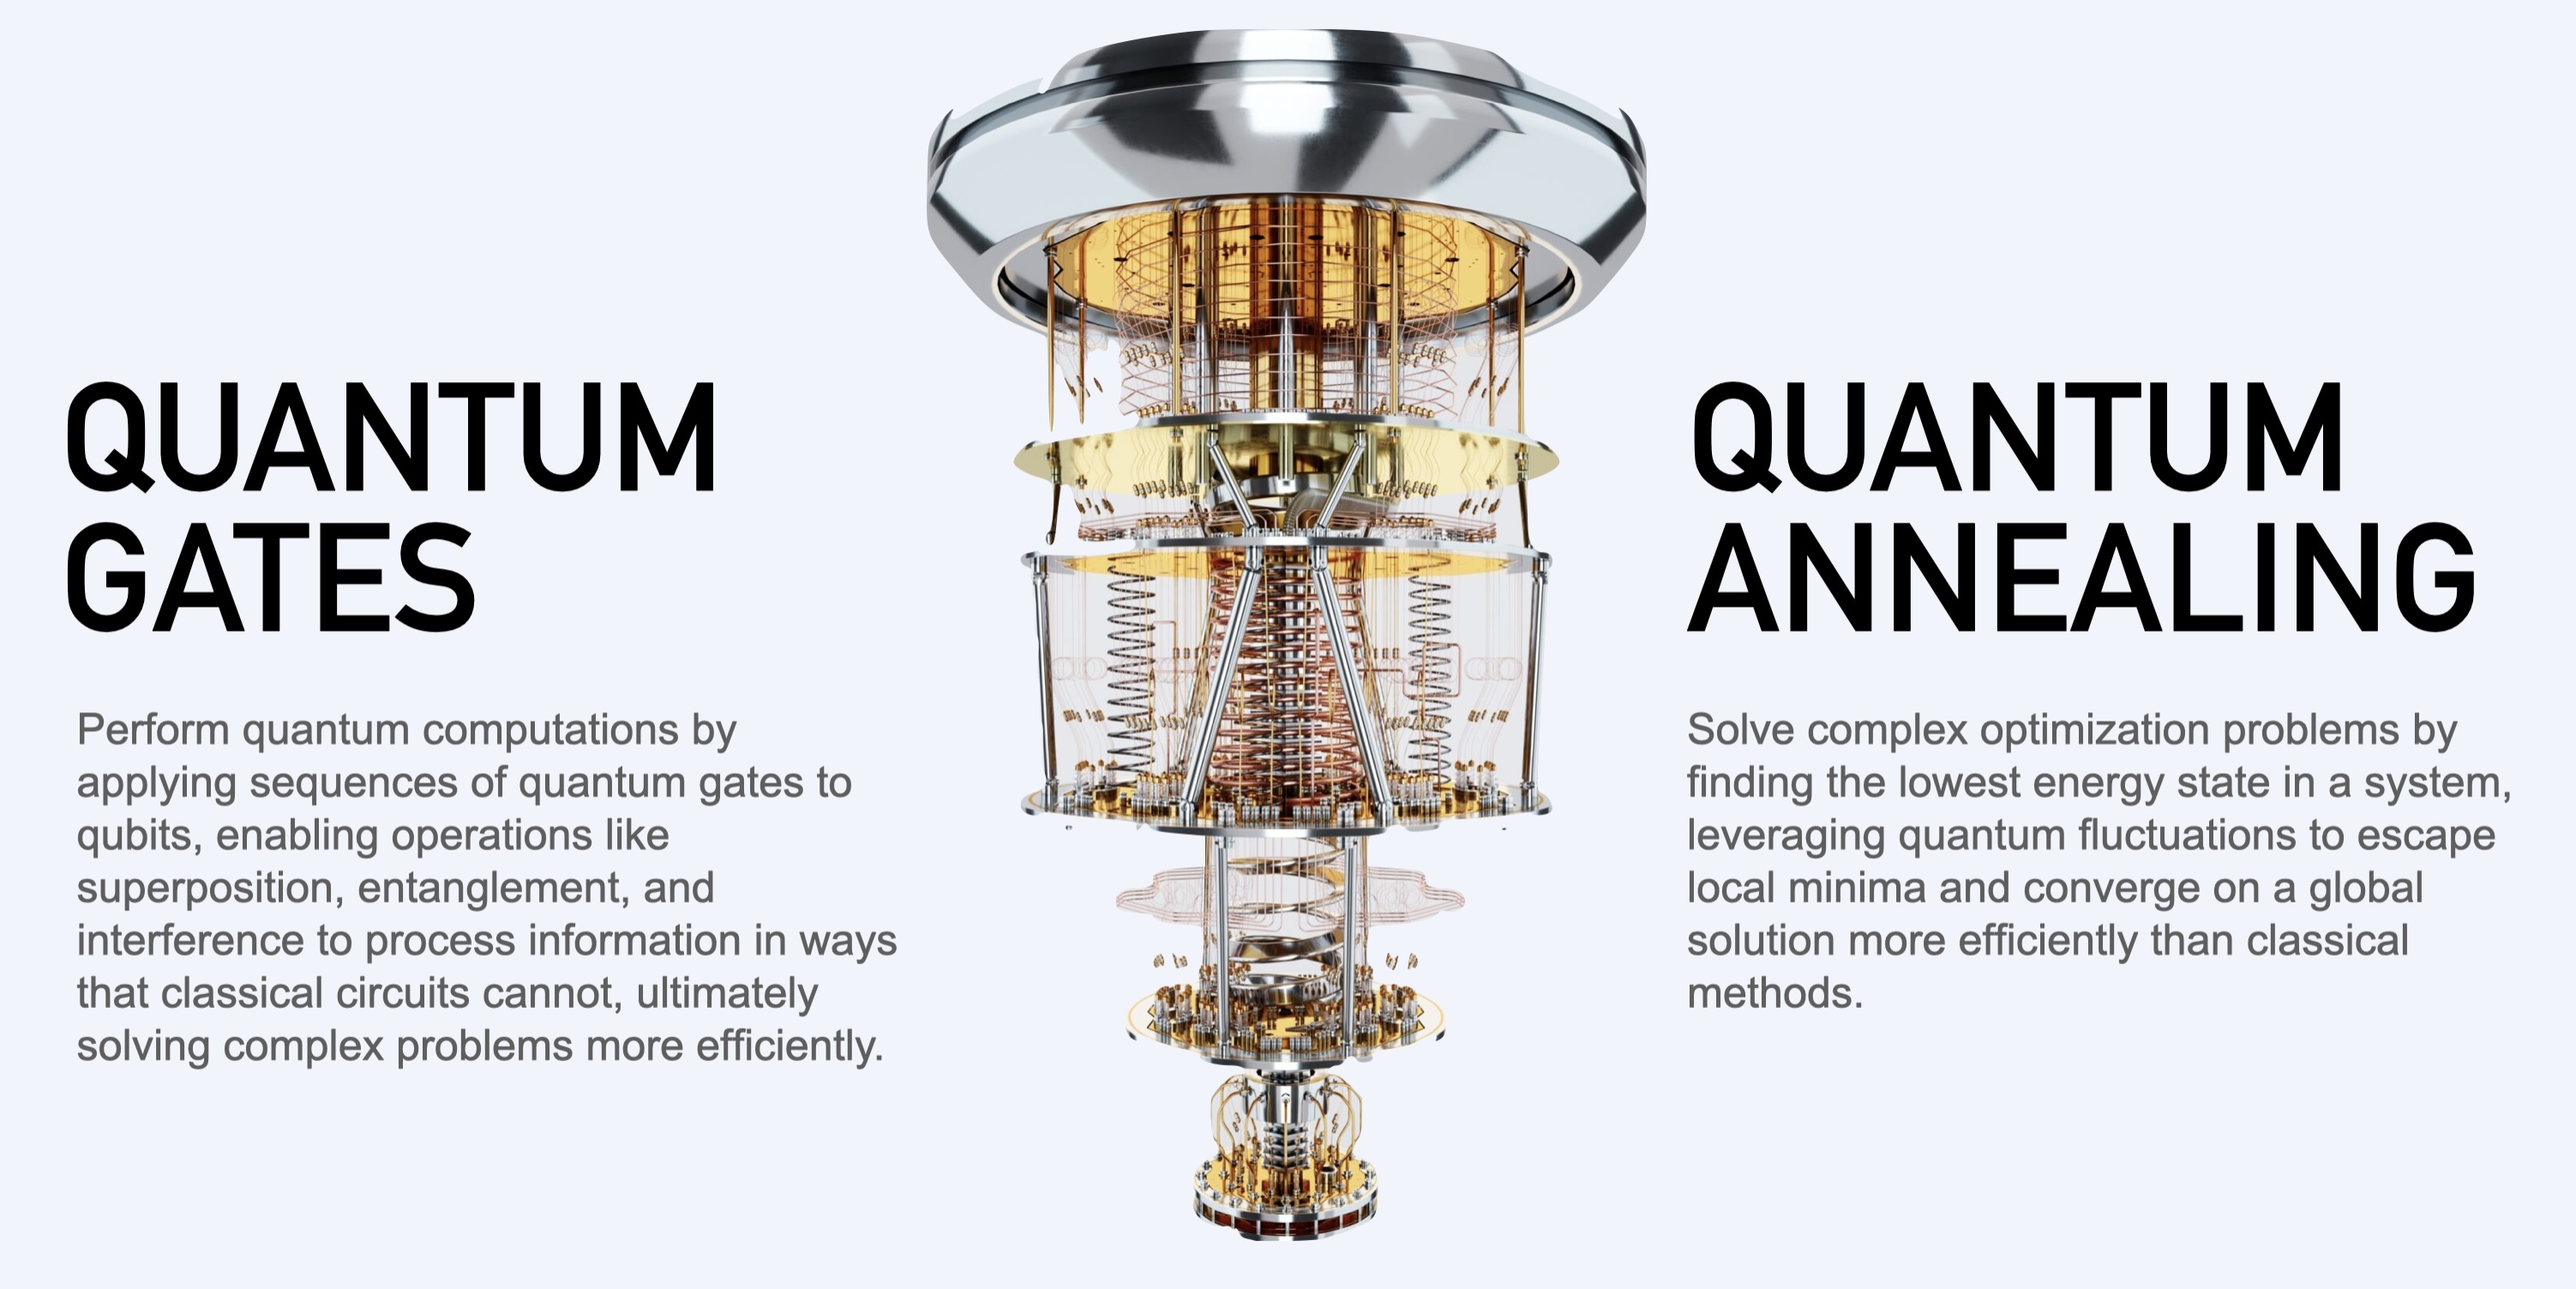 QUANTUM
GATES
Perform quantum computations by
applying sequences of quantum gates to
qubits, enabling operations like
superposition, entanglement, and
interference to process information in ways
that classical circuits cannot, ultimately
solving complex problems more efficiently.
QUANTUM
ANNEALING
Solve complex optimization problems by
finding the lowest energy state in a system,
leveraging quantum fluctuations to escape
local minima and converge on a global
solution more efficiently than classical
methods.